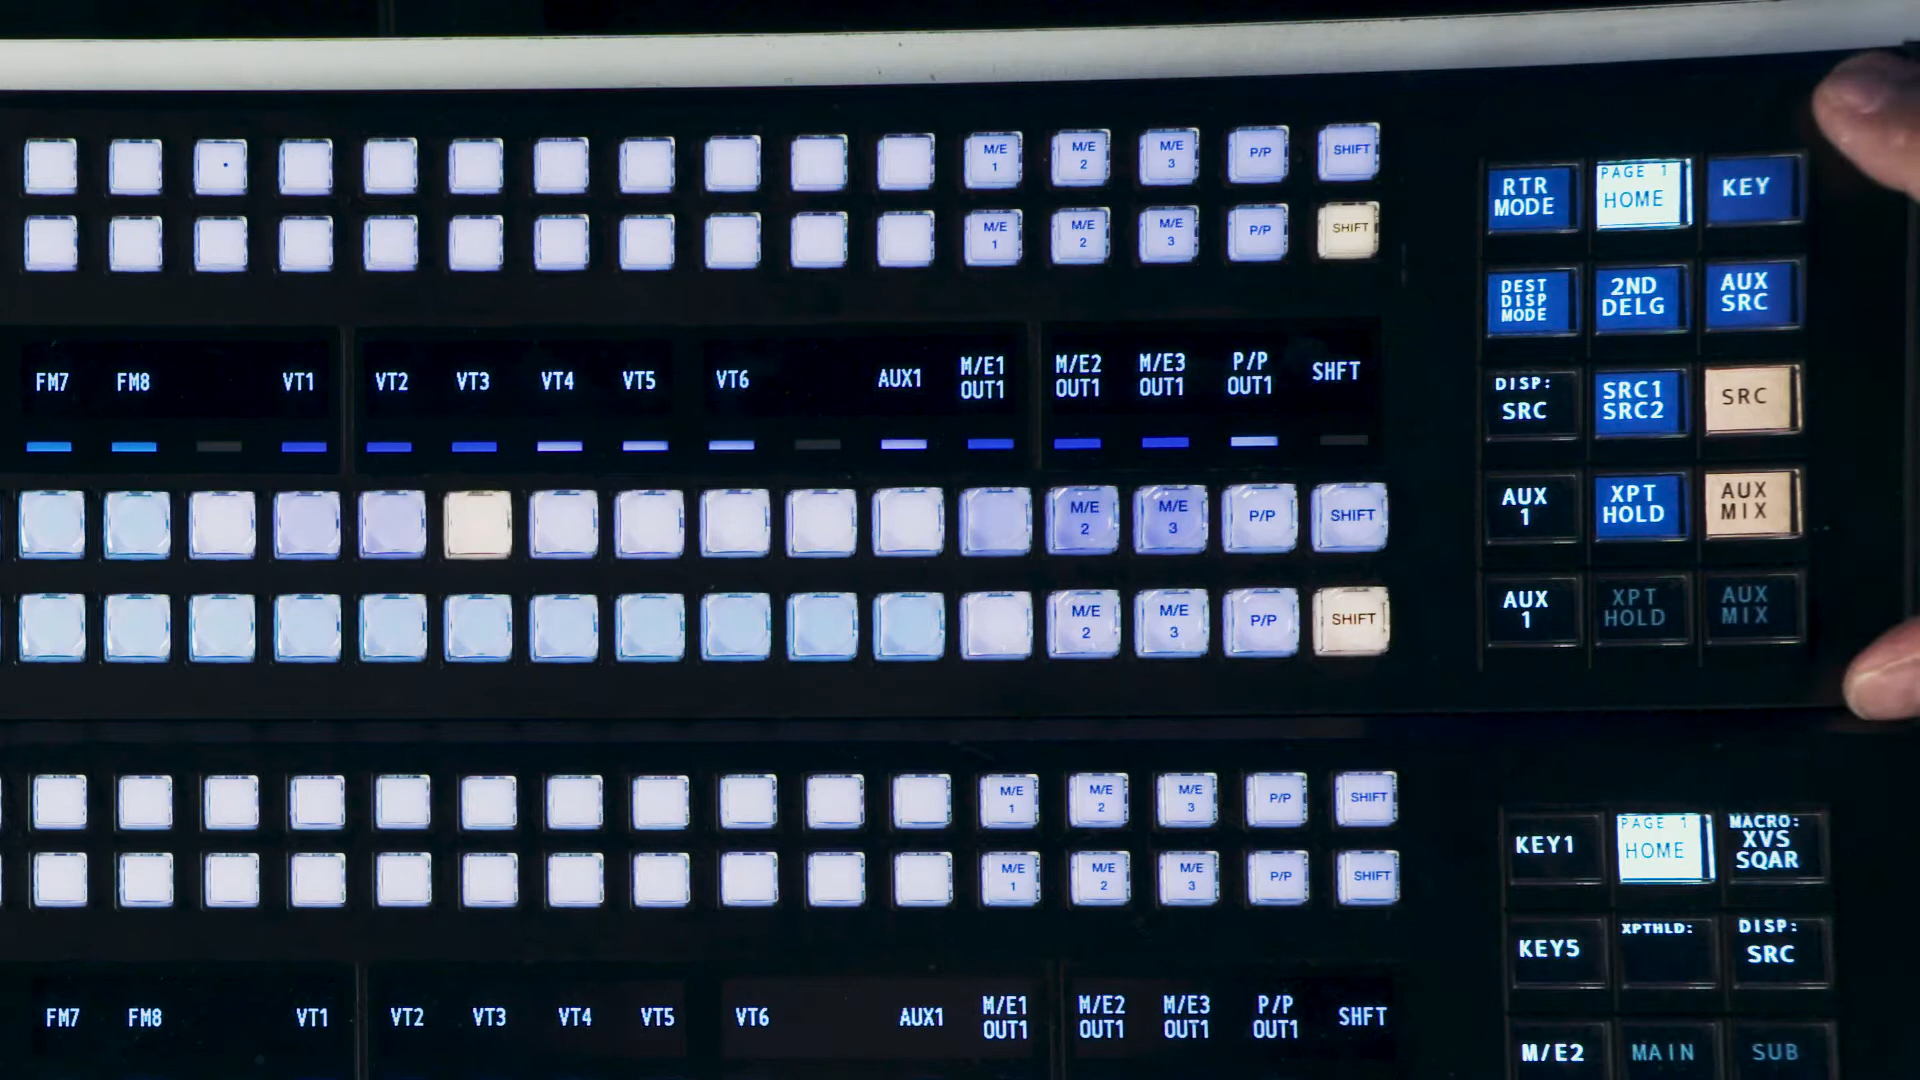 M/E
1
M/E
2
M/E
3
P/P
SHIFT
M/E
1
M/E
2
M/E
3
P/P
SHIFT
FM7
FM8
VT1
VT2
VT3
VT4
VT5
VT6
AUX1
M/E1
OUT1
M/E2
OUT1
M/E3
OUT1
P/P
OUT1
SHFT
M/E
2
M/E
3
P/P
SHIFT
M/E
2
M/E
3
P/P
SHIFT
RTR
MODE
PAGE 1
HOME
KEY
DEST
DISP
MODE
2ND
DELG
AUX
SRC
DISP:
SRC
SRC1
SRC2
SRC
AUX
1
XPT
HOLD
AUX
MIX
AUX
1
XPT
HOLD
AUX
MIX
M/E
1
M/E
2
M/E
3
P/P
SHIFT
M/E
1
M/E
2
M/E
3
P/P
SHIFT
FM7
FM8
VT1
VT2
VT3
VT4
VT5
VT6
AUX1
M/E1
OUT1
M/E2
OUT1
M/E3
OUT1
P/P
OUT1
SHFT
KEY1
PAGE 1
HOME
MACRO:
XVS
SQAR
KEY5
XPTHLD:
DISP:
SRC
M/E2
MAIN
SUB